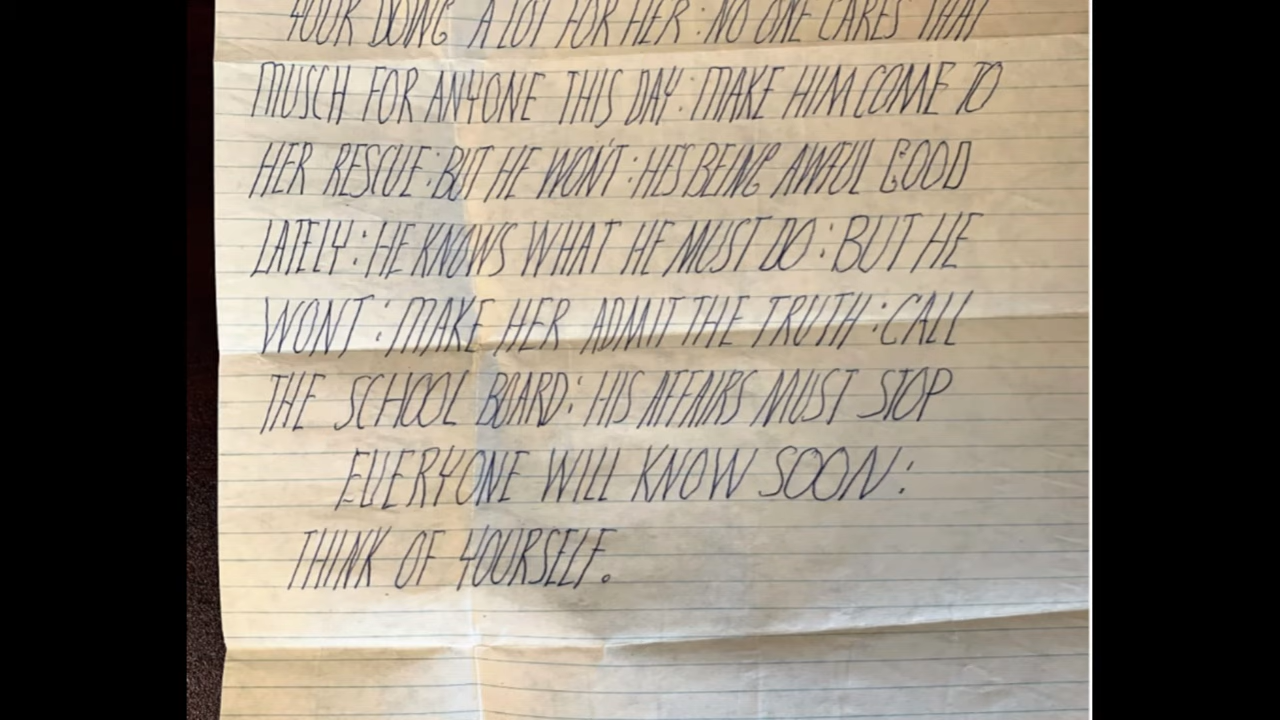 YOUR DOING A LOT FOR HER : NO ONE CARES THAT
MUSCH FOR ANYONE THIS DAY : MAKE HIM COME TO
HER RESCUE : BUT HE WON'T : HE'S BEING AWFUL GOOD
LATELY : HE KNOWS WHAT HE MUST DO : BUT HE
WONT : MAKE HER ADMIT THE TRUTH : CALL
THE SCHOOL BOARD : HIS AFFAIRS MUST STOP
EVERYONE WILL KNOW SOON :
THINK OF YOURSELF.